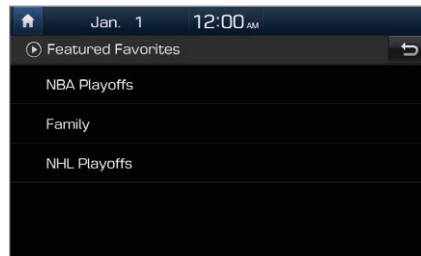 Jan. 1 12:00 AM
Featured Favorites
NBA Playoffs
Family
NHL Playoffs